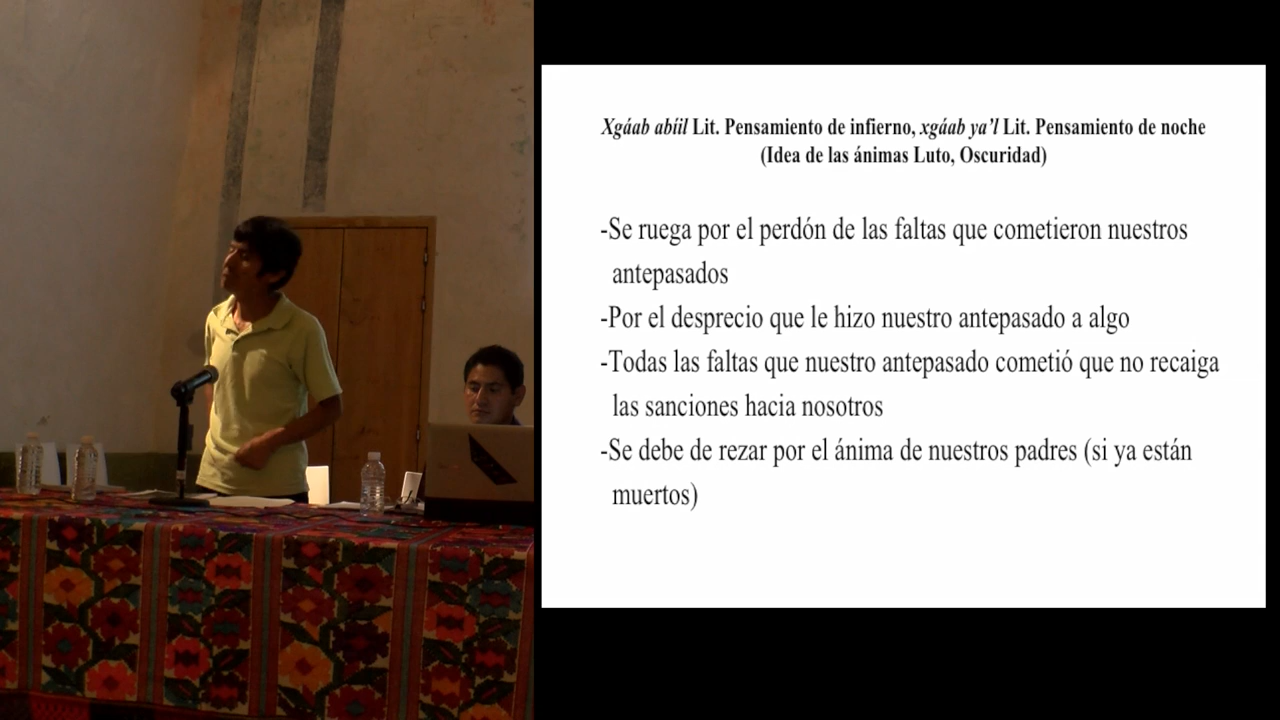 Xgáab abíil Lit. Pensamiento de infierno, xgáab ya’l Lit. Pensamiento de noche
(Idea de las ánimas Luto, Oscuridad)
-Se ruega por el perdón de las faltas que cometieron nuestros
antepasados
-Por el desprecio que le hizo nuestro antepasado a algo
-Todas las faltas que nuestro antepasado cometió que no recaiga
las sanciones hacia nosotros
-Se debe de rezar por el ánima de nuestros padres (si ya están
muertos)